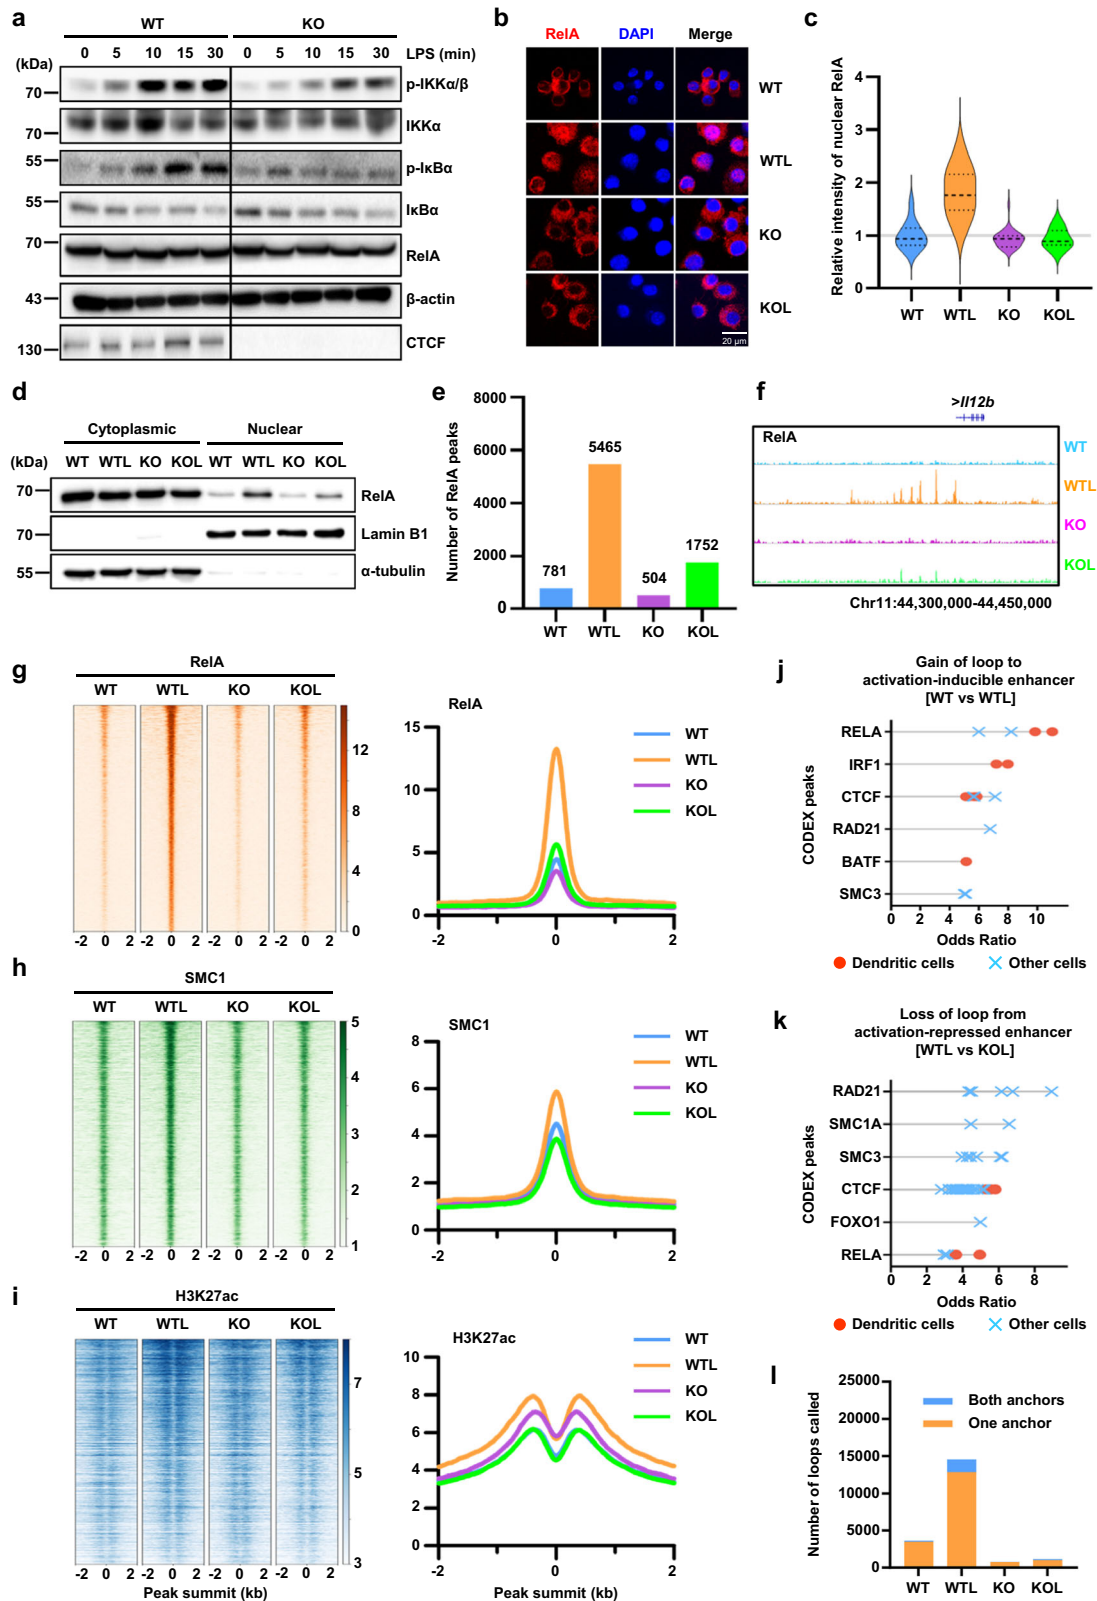 a
WT KO
0 5 10 15 30 0 5 10 15 30 LPS (min)
(kDa)
70 p-IKKα/β
70 IKKα
55 p-IκBα
55 IκBα
70 RelA
43 β-actin
130 CTCF
b
RelA DAPI Merge
WT
WTL
KO
KOL
20 µm
c
Relative intensity of nuclear RelA
4
3
2
1
0
WT WTL KO KOL
d
Cytoplasmic Nuclear
(kDa) WT WTL KO KOL WT WTL KO KOL
70 RelA
70 Lamin B1
55 α-tubulin
e
Number of RelA peaks
8000
6000
4000
2000
0
781 5465 504 1752
WT WTL KO KOL
f
>Il12b
RelA
WT
WTL
KO
KOL
Chr11:44,300,000-44,450,000
g
RelA
WT WTL KO KOL
12
8
4
0
-2 0 2 -2 0 2 -2 0 2 -2 0 2
RelA
15
10
5
0
-2 0 2
WT
WTL
KO
KOL
h
SMC1
WT WTL KO KOL
5
4
3
2
1
-2 0 2 -2 0 2 -2 0 2 -2 0 2
SMC1
8
6
4
2
0
-2 0 2
WT
WTL
KO
KOL
i
H3K27ac
WT WTL KO KOL
7
5
3
-2 0 2 -2 0 2 -2 0 2 -2 0 2
Peak summit (kb)
H3K27ac
10
8
6
4
2
0
-2 0 2
Peak summit (kb)
WT
WTL
KO
KOL
j
Gain of loop to
activation-inducible enhancer
[WT vs WTL]
CODEX peaks
RELA
IRF1
CTCF
RAD21
BATF
SMC3
0 2 4 6 8 10
Odds Ratio
Dendritic cells Other cells
k
Loss of loop from
activation-repressed enhancer
[WTL vs KOL]
CODEX peaks
RAD21
SMC1A
SMC3
CTCF
FOXO1
RELA
0 2 4 6 8
Odds Ratio
Dendritic cells Other cells
l
Number of loops called
25000
20000
15000
10000
5000
0
Both anchors
One anchor
WT WTL KO KOL